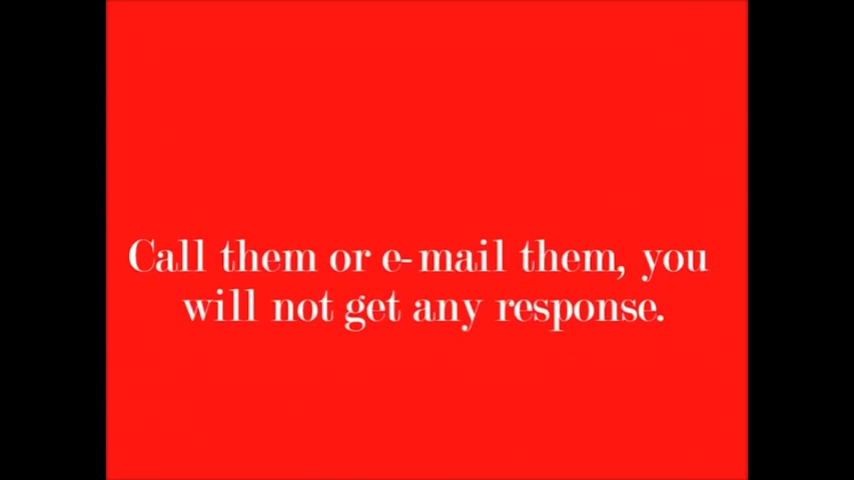 Call them or e-mail them, you
will not get any response.